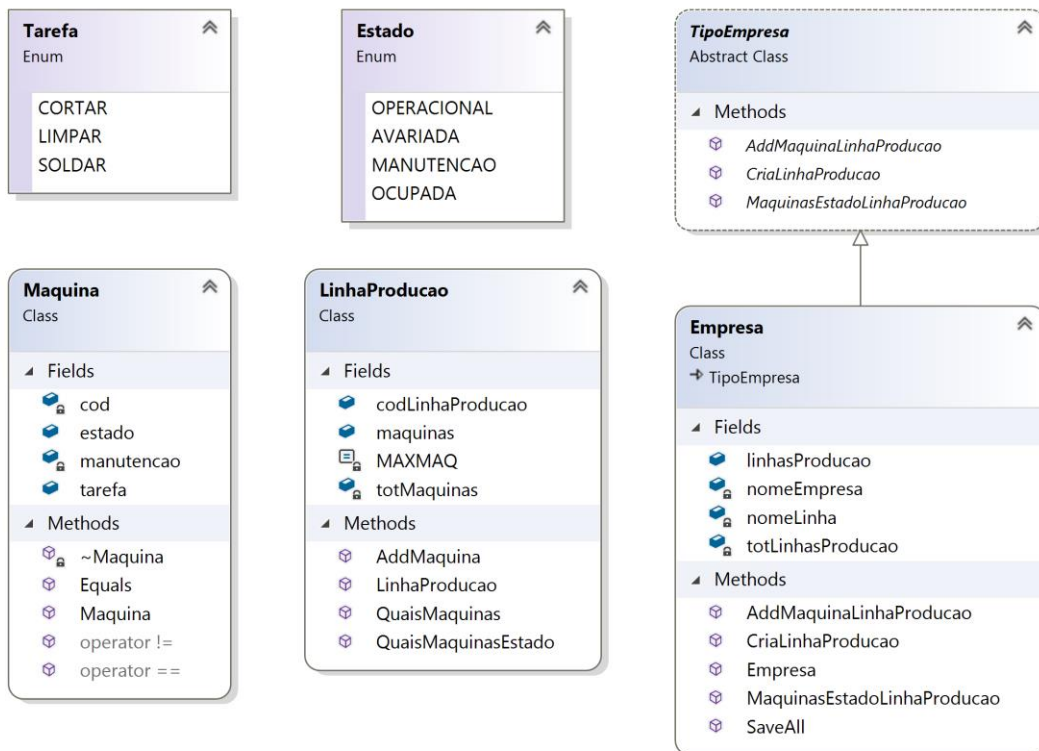 Tarefa
Enum
CORTAR
LIMPAR
SOLDAR
Estado
Enum
OPERACIONAL
AVARIADA
MANUTENCAO
OCUPADA
TipoEmpresa
Abstract Class
Methods
AddMaquinaLinhaProducao
CriaLinhaProducao
MaquinasEstadoLinhaProducao
Maquina
Class
Fields
cod
estado
manutencao
tarefa
Methods
~Maquina
Equals
Maquina
operator !=
operator ==
LinhaProducao
Class
Fields
codLinhaProducao
maquinas
MAXMAQ
totMaquinas
Methods
AddMaquina
LinhaProducao
QuaisMaquinas
QuaisMaquinasEstado
Empresa
Class
TipoEmpresa
Fields
linhasProducao
nomeEmpresa
nomeLinha
totLinhasProducao
Methods
AddMaquinaLinhaProducao
CriaLinhaProducao
Empresa
MaquinasEstadoLinhaProducao
SaveAll